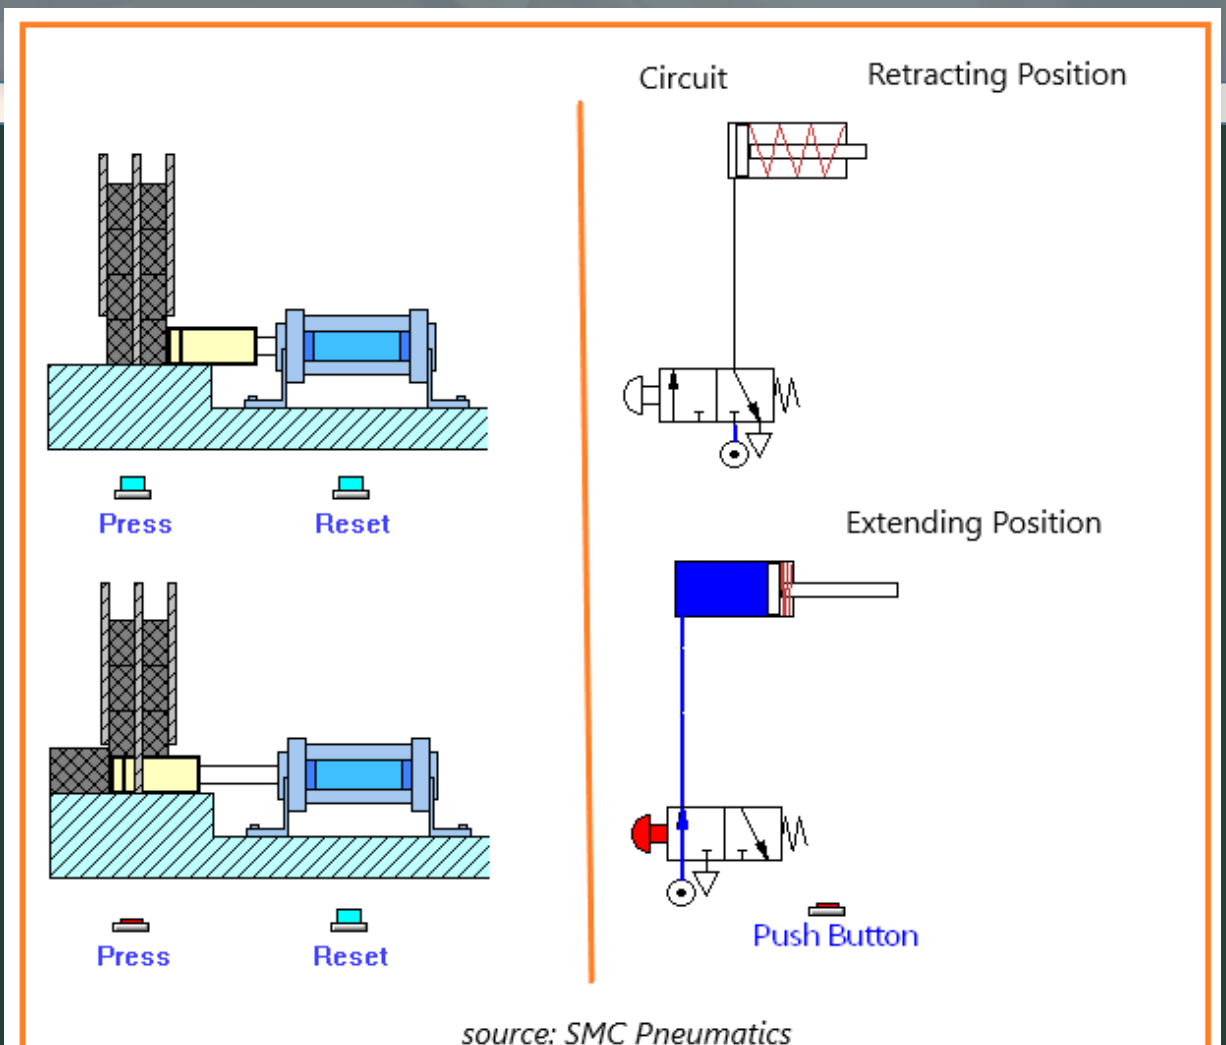 Circuit
Retracting Position
Press
Reset
Extending Position
Press
Reset
Push Button
source: SMC Pneumatics